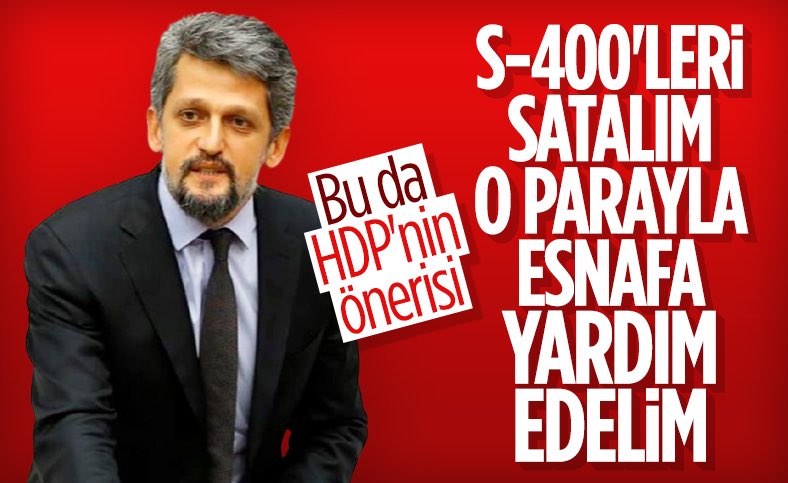 Bu da
HDP'nin
önerisi
S-400'LERİ
SATALIM
O PARAYLA
ESNAFA
YARDIM
EDELİM